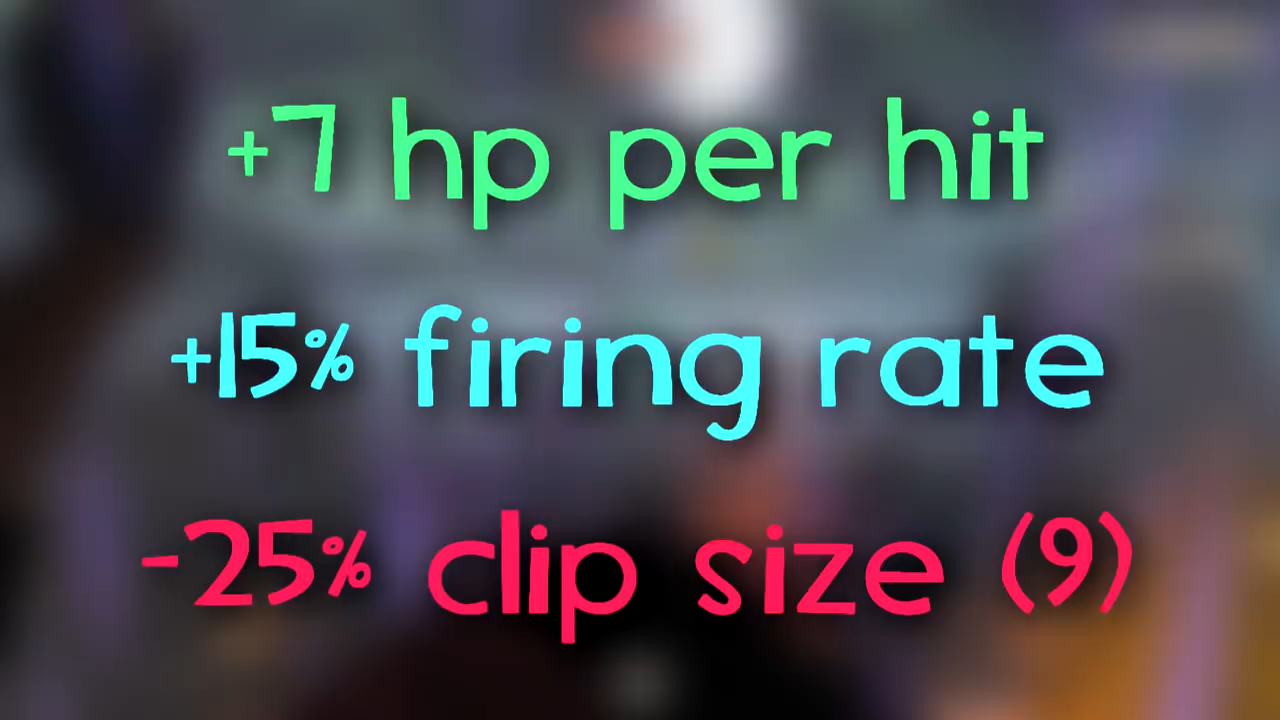 +7 hp per hit
+15% firing rate
-25% clip size (9)